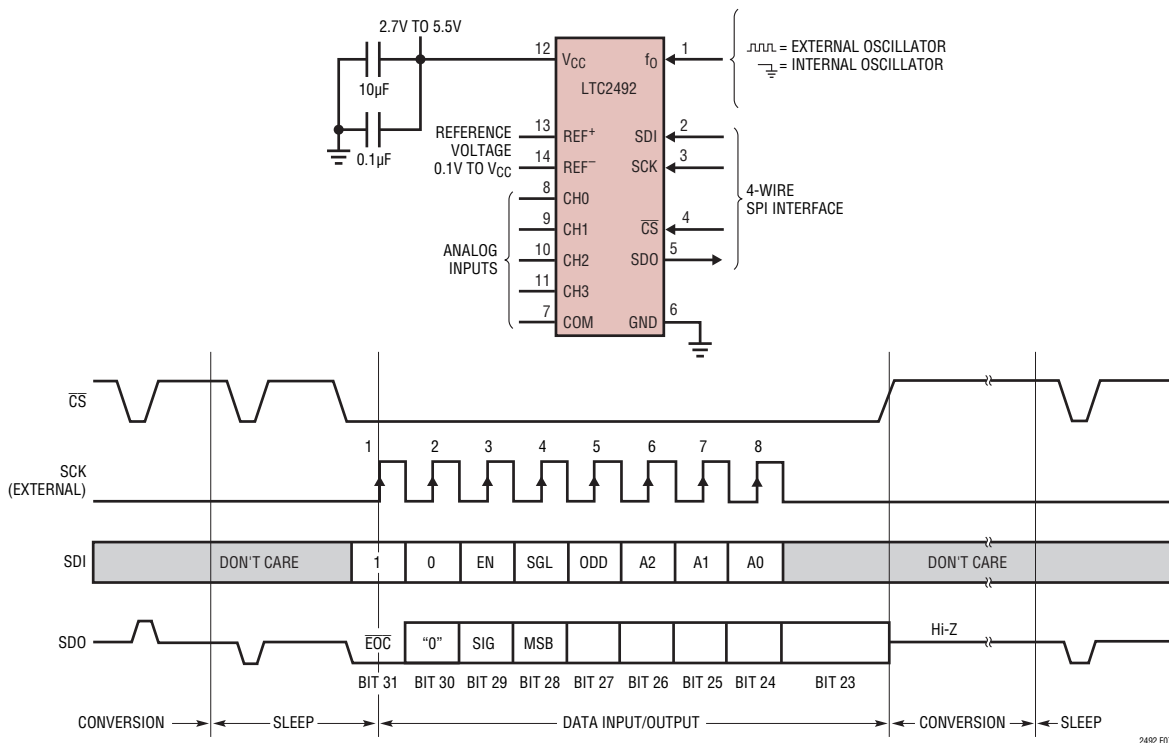 2.7V TO 5.5V
10µF
0.1µF
12
VCC
fO
1
= EXTERNAL OSCILLATOR
= INTERNAL OSCILLATOR
LTC2492
REFERENCE
VOLTAGE
0.1V TO VCC
13
REF+
14
REF–
SDI
2
SCK
3
4-WIRE
SPI INTERFACE
ANALOG
INPUTS
8
CH0
9
CH1
10
CH2
11
CH3
7
COM
CS
4
SDO
5
GND
6
CS
SCK
(EXTERNAL)
1 2 3 4 5 6 7 8
SDI
DON'T CARE 1 0 EN SGL ODD A2 A1 A0 DON'T CARE
SDO
EOC "0" SIG MSB Hi-Z
BIT 31 BIT 30 BIT 29 BIT 28 BIT 27 BIT 26 BIT 25 BIT 24 BIT 23
CONVERSION SLEEP DATA INPUT/OUTPUT CONVERSION SLEEP
2492 F07